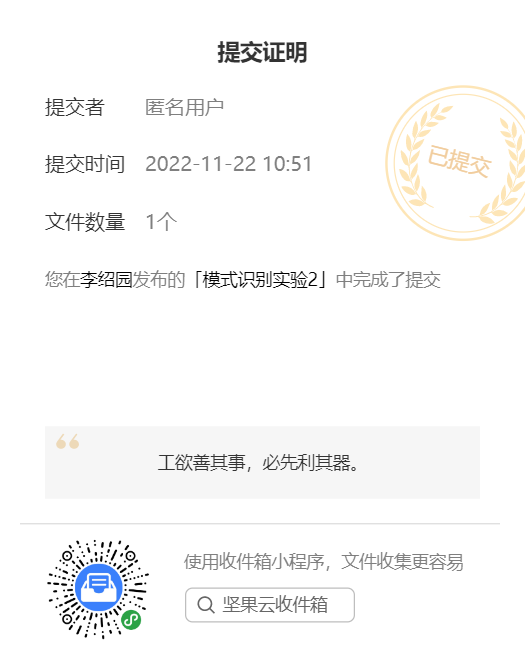 提交证明
提交者 匿名用户
已提交
提交时间 2022-11-22 10:51
文件数量 1个
您在李绍园发布的「模式识别实验2」中完成了提交
工欲善其事，必先利其器。
使用收件箱小程序，文件收集更容易
坚果云收件箱